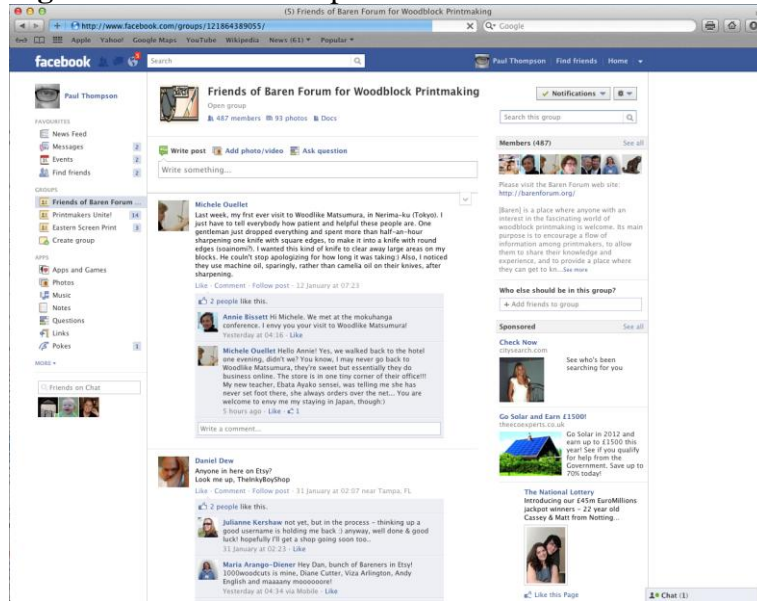 (5) Friends of Baren Forum for Woodblock Printmaking
http://www.facebook.com/groups/121864389055/
Google
Apple Yahoo! Google Maps YouTube Wikipedia News (61) Popular
facebook
Search
Paul Thompson Find friends Home
Paul Thompson
FAVOURITES
News Feed
Messages 2
Events 2
Find friends 2
GROUPS
Friends of Baren Forum ...
Printmakers Unite! 14
Eastern Screen Print 3
Create group
APPS
Apps and Games
Photos
Music
Notes
Questions
Links
Pokes 1
MORE
Friends on Chat
Friends of Baren Forum for Woodblock Printmaking
Open group
487 members 93 photos Docs
Write post Add photo/video Ask question
Write something...
Michele Ouellet
Last week, my first ever visit to Woodlike Matsumura, in Nerima-ku (Tokyo). I
just have to tell everybody how patient and helpful these people are. One
gentleman just dropped everything and spent more than half-an-hour
sharpening one knife with square edges, to make it into a knife with round
edges (soainomi?). I wanted this kind of knife to clear away large areas on my
blocks. He couln't stop apologizing for how long it was taking:) Also, I noticed
they use machine oil, sparingly, rather than camelia oil on their knives, after
sharpening.
Like · Comment · Follow post · 12 January at 07:23
2 people like this.
Annie Bissett Hi Michele. We met at the mokuhanga
conference. I envy you your visit to Woodlike Matsumura!
Yesterday at 04:16 · Like
Michele Ouellet Hello Annie! Yes, we walked back to the hotel
one evening, didn't we? You know, I may never go back to
Woodlike Matsumura, they're sweet but essentially they do
business online. The store is in one tiny corner of their office!!!
My new teacher, Ebata Ayako sensei, was telling me she has
never set foot there, she always orders over the net... You are
welcome to envy me my staying in Japan, though:)
5 hours ago · Like · 1
Write a comment...
Daniel Dew
Anyone in here on Etsy?
Look me up, TheInkyBoyShop
Like · Comment · Follow post · 31 January at 02:07 near Tampa, FL
2 people like this.
Julianne Kershaw not yet, but in the process - thinking up a
good username is holding me back :) anyway, well done & good
luck! hopefully I'll get a shop going soon too..
31 January at 02:23 · Like
Maria Arango-Diener Hey Dan, bunch of Bareners in Etsy!
1000woodcuts is mine, Diane Cutter, Viza Arlington, Andy
English and maaaany moooooore!
Yesterday at 04:34 via Mobile · Like
Notifications
Search this group
Members (487) See all
Please visit the Baren Forum web site:
http://barenforum.org/
[Baren] is a place where anyone with an
interest in the fascinating world of
woodblock printmaking is welcome. Its main
purpose is to encourage a flow of
information among printmakers, to allow
them to share their knowledge and
experience, and to provide a place where
they can get to kn...See more
Who else should be in this group?
+ Add friends to group
Sponsored See all
Check Now
citysearch.com
See who's been
searching for you
Go Solar and Earn £1500!
theecoexperts.co.uk
Go Solar in 2012 and
earn up to £1500 this
year! See if you qualify
for help from the
Government. Save up to
70% today!
The National Lottery
Introducing our £45m EuroMillions
jackpot winners – 22 year old
Cassey & Matt from Notting...
Like this Page
Chat (1)